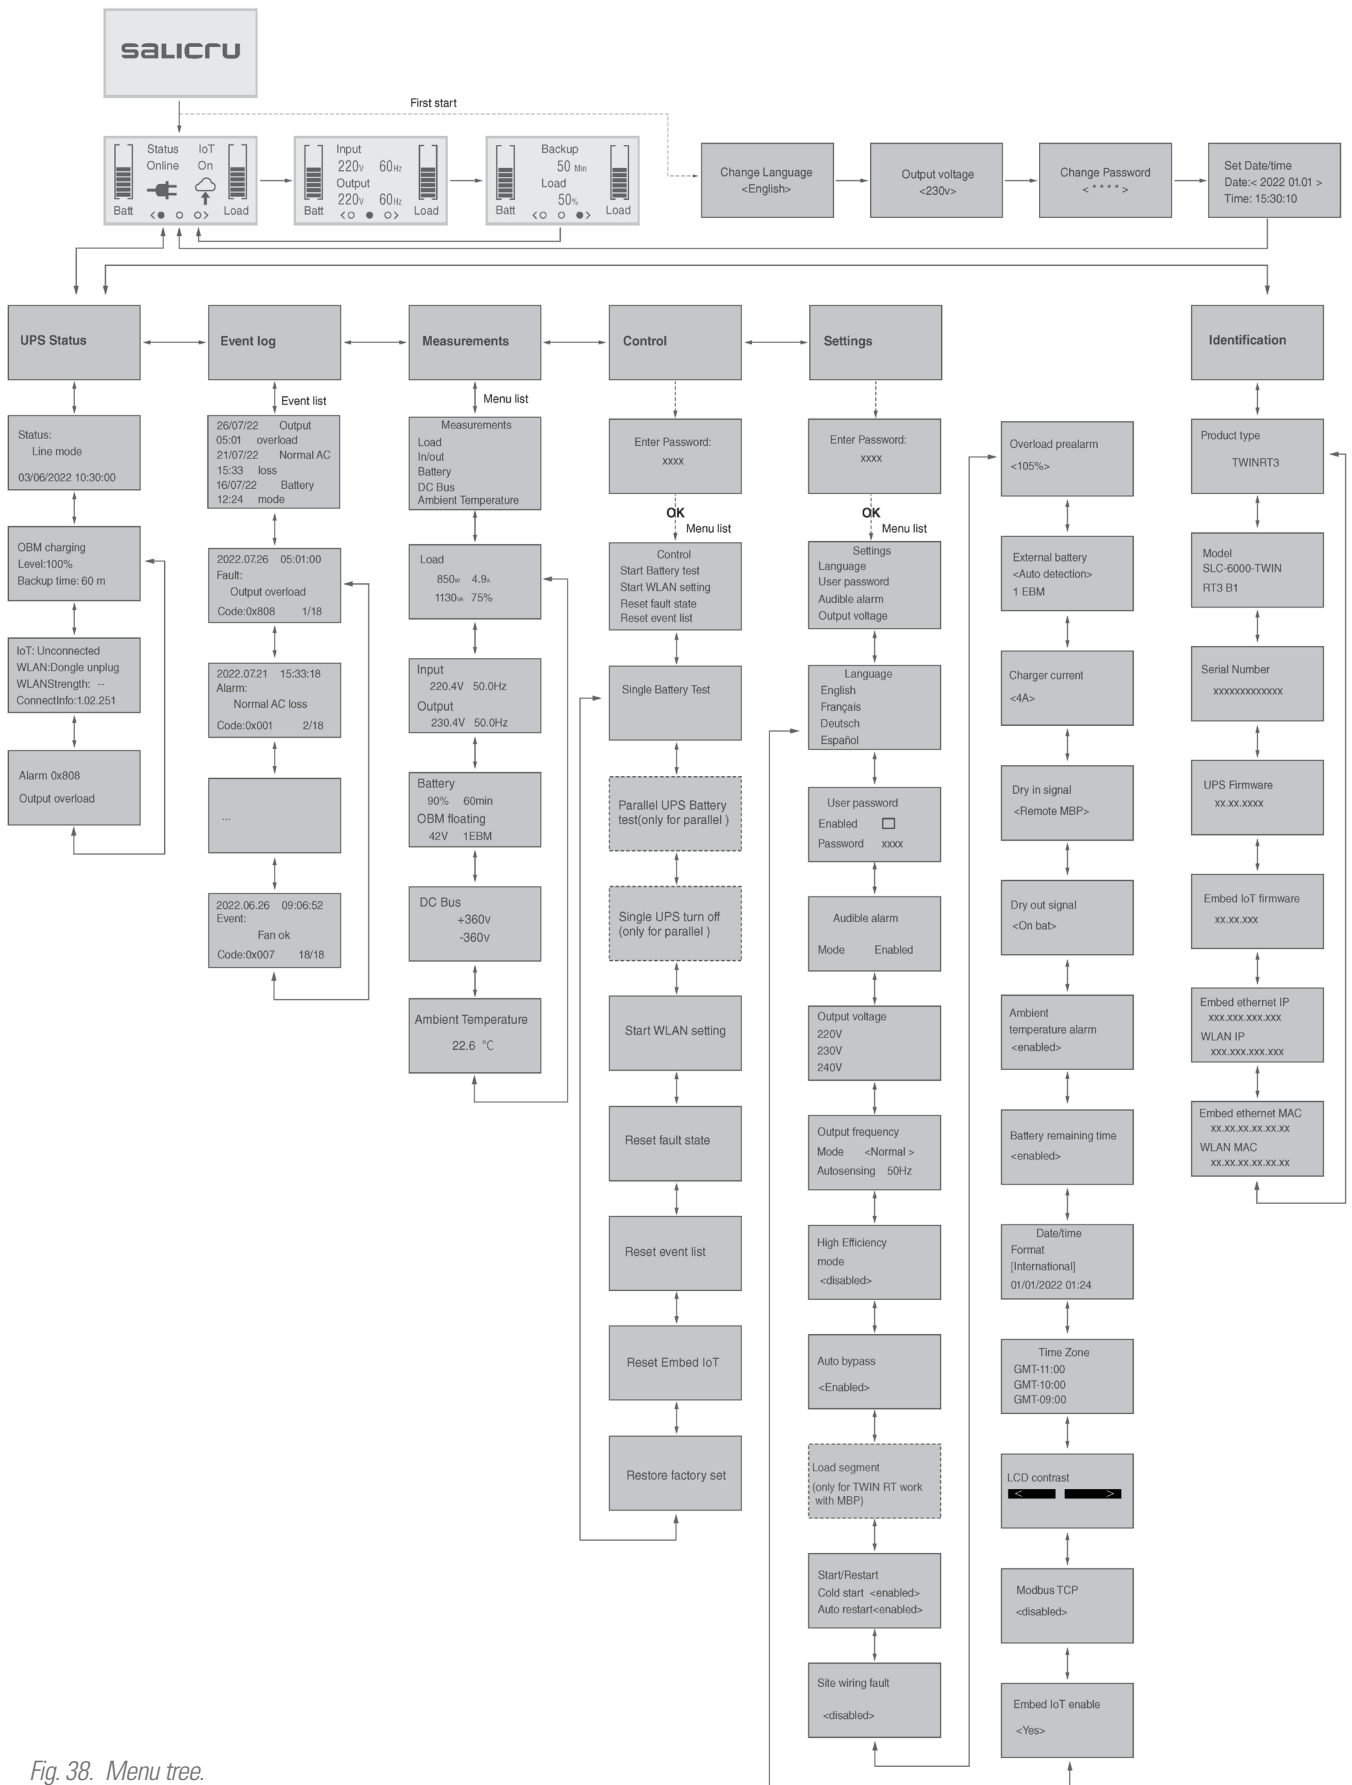 salicru
First start
Status IoT
Online On
Batt Load
< >
Input
220v 60Hz
Output
220v 60Hz
Batt Load
< >
Backup
50 Min
Load
50%
Batt Load
< >
Change Language
<English>
Output voltage
<230v>
Change Password
< * * * * >
Set Date/time
Date:< 2022 01.01 >
Time: 15:30:10
UPS Status
Event log
Measurements
Control
Settings
Identification
Status:
Line mode
03/06/2022 10:30:00
OBM charging
Level:100%
Backup time: 60 m
IoT: Unconnected
WLAN:Dongle unplug
WLANStrength: --
ConnectInfo:1.02.251
Alarm 0x808
Output overload
Event list
26/07/22 Output
05:01 overload
21/07/22 Normal AC
15:33 loss
16/07/22 Battery
12:24 mode
2022.07.26 05:01:00
Fault:
Output overload
Code:0x808 1/18
2022.07.21 15:33:18
Alarm:
Normal AC loss
Code:0x001 2/18
...
2022.06.26 09:06:52
Event:
Fan ok
Code:0x007 18/18
Menu list
Measurements
Load
In/out
Battery
DC Bus
Ambient Temperature
Load
850w 4.9A
1130VA 75%
Input
220.4V 50.0Hz
Output
230.4V 50.0Hz
Battery
90% 60min
OBM floating
42V 1EBM
DC Bus
+360v
-360v
Ambient Temperature
22.6 °C
Enter Password:
xxxx
OK
Menu list
Control
Start Battery test
Start WLAN setting
Reset fault state
Reset event list
Single Battery Test
Parallel UPS Battery
test(only for parallel )
Single UPS turn off
(only for parallel )
Start WLAN setting
Reset fault state
Reset event list
Reset Embed IoT
Restore factory set
Enter Password:
xxxx
OK
Menu list
Settings
Language
User password
Audible alarm
Output voltage
Language
English
Français
Deutsch
Español
User password
Enabled
Password xxxx
Audible alarm
Mode Enabled
Output voltage
220V
230V
240V
Output frequency
Mode <Normal >
Autosensing 50Hz
High Efficiency
mode
<disabled>
Auto bypass
<Enabled>
Load segment
(only for TWIN RT work
with MBP)
Start/Restart
Cold start <enabled>
Auto restart<enabled>
Site wiring fault
<disabled>
Overload prealarm
<105%>
External battery
<Auto detection>
1 EBM
Charger current
<4A>
Dry in signal
<Remote MBP>
Dry out signal
<On bat>
Ambient
temperature alarm
<enabled>
Battery remaining time
<enabled>
Date/time
Format
[International]
01/01/2022 01:24
Time Zone
GMT-11:00
GMT-10:00
GMT-09:00
LCD contrast
< >
Modbus TCP
<disabled>
Embed IoT enable
<Yes>
Product type
TWINRT3
Model
SLC-6000-TWIN
RT3 B1
Serial Number
xxxxxxxxxxxxx
UPS Firmware
xx.xx.xxxx
Embed IoT firmware
xx.xx.xxx
Embed ethernet IP
xxx.xxx.xxx.xxx
WLAN IP
xxx.xxx.xxx.xxx
Embed ethernet MAC
xx.xx.xx.xx.xx.xx
WLAN MAC
xx.xx.xx.xx.xx.xx
Fig. 38. Menu tree.